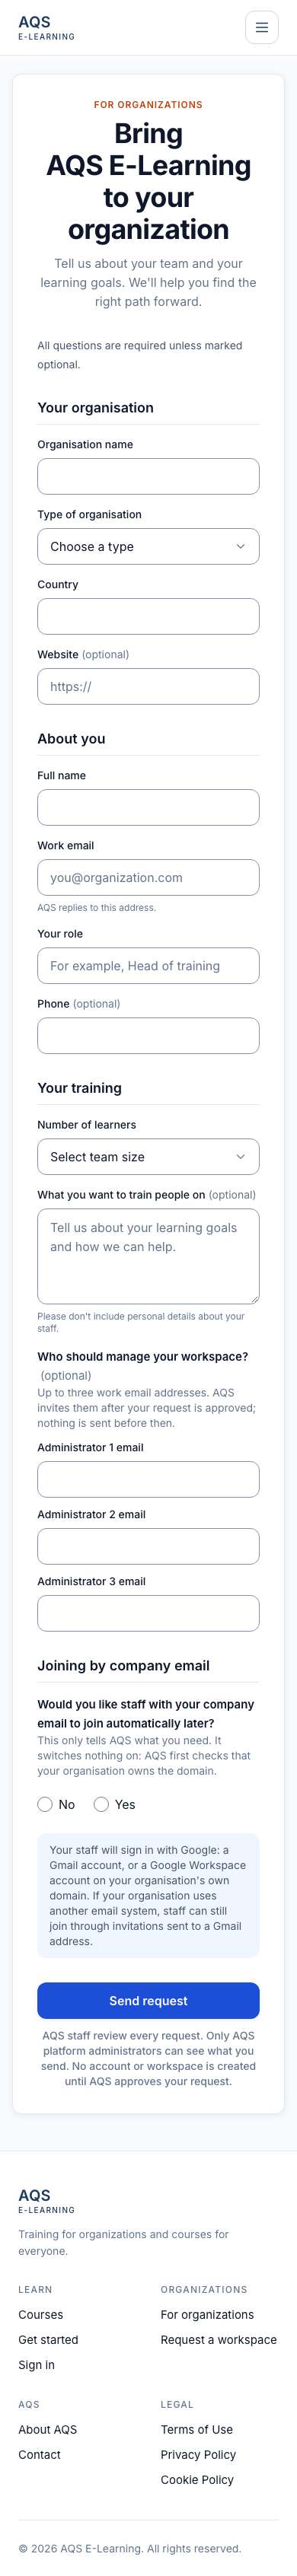 AQS
E-LEARNING
FOR ORGANIZATIONS
Bring
AQS E-Learning
to your
organization
Tell us about your team and your
learning goals. We'll help you find the
right path forward.
All questions are required unless marked
optional.
Your organisation
Organisation name
Type of organisation
Choose a type
Country
Website (optional)
https://
About you
Full name
Work email
you@organization.com
AQS replies to this address.
Your role
For example, Head of training
Phone (optional)
Your training
Number of learners
Select team size
What you want to train people on (optional)
Tell us about your learning goals
and how we can help.
Please don't include personal details about your
staff.
Who should manage your workspace?
(optional)
Up to three work email addresses. AQS
invites them after your request is approved;
nothing is sent before then.
Administrator 1 email
Administrator 2 email
Administrator 3 email
Joining by company email
Would you like staff with your company
email to join automatically later?
This only tells AQS what you need. It
switches nothing on: AQS first checks that
your organisation owns the domain.
No Yes
Your staff will sign in with Google: a
Gmail account, or a Google Workspace
account on your organisation's own
domain. If your organisation uses
another email system, staff can still
join through invitations sent to a Gmail
address.
Send request
AQS staff review every request. Only AQS
platform administrators can see what you
send. No account or workspace is created
until AQS approves your request.
AQS
E-LEARNING
Training for organizations and courses for
everyone.
LEARN
Courses
Get started
Sign in
ORGANIZATIONS
For organizations
Request a workspace
AQS
About AQS
Contact
LEGAL
Terms of Use
Privacy Policy
Cookie Policy
© 2026 AQS E-Learning. All rights reserved.